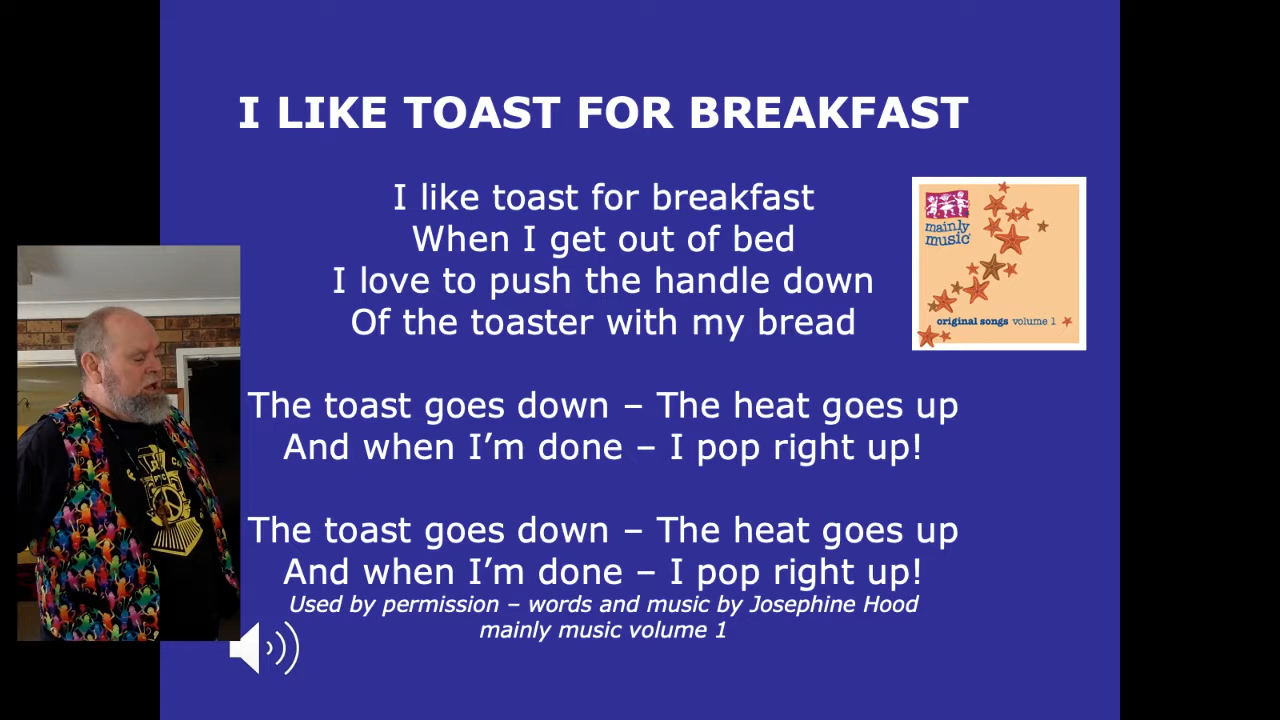 I LIKE TOAST FOR BREAKFAST
I like toast for breakfast
When I get out of bed
I love to push the handle down
Of the toaster with my bread
mainly
music
original songs volume 1
The toast goes down – The heat goes up
And when I’m done – I pop right up!
The toast goes down – The heat goes up
And when I’m done – I pop right up!
Used by permission – words and music by Josephine Hood
mainly music volume 1